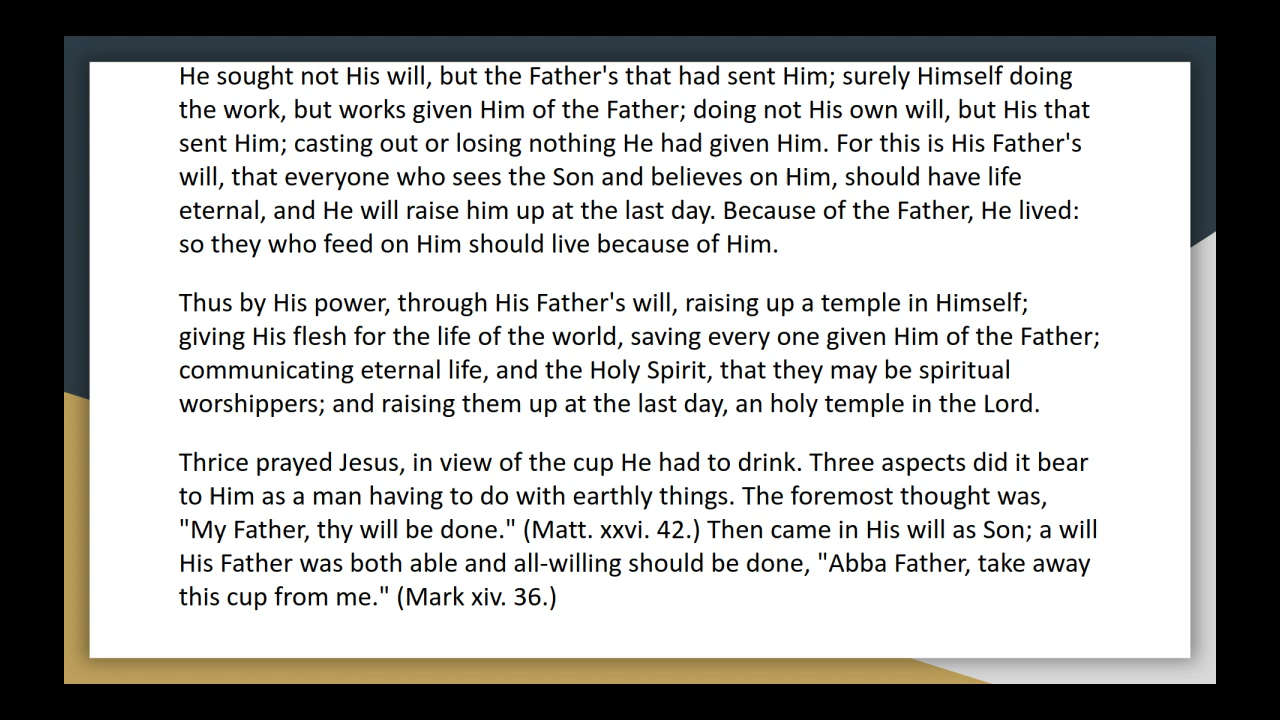 He sought not His will, but the Father's that had sent Him; surely Himself doing
the work, but works given Him of the Father; doing not His own will, but His that
sent Him; casting out or losing nothing He had given Him. For this is His Father's
will, that everyone who sees the Son and believes on Him, should have life
eternal, and He will raise him up at the last day. Because of the Father, He lived:
so they who feed on Him should live because of Him.
Thus by His power, through His Father's will, raising up a temple in Himself;
giving His flesh for the life of the world, saving every one given Him of the Father;
communicating eternal life, and the Holy Spirit, that they may be spiritual
worshippers; and raising them up at the last day, an holy temple in the Lord.
Thrice prayed Jesus, in view of the cup He had to drink. Three aspects did it bear
to Him as a man having to do with earthly things. The foremost thought was,
"My Father, thy will be done." (Matt. xxvi. 42.) Then came in His will as Son; a will
His Father was both able and all-willing should be done, "Abba Father, take away
this cup from me." (Mark xiv. 36.)